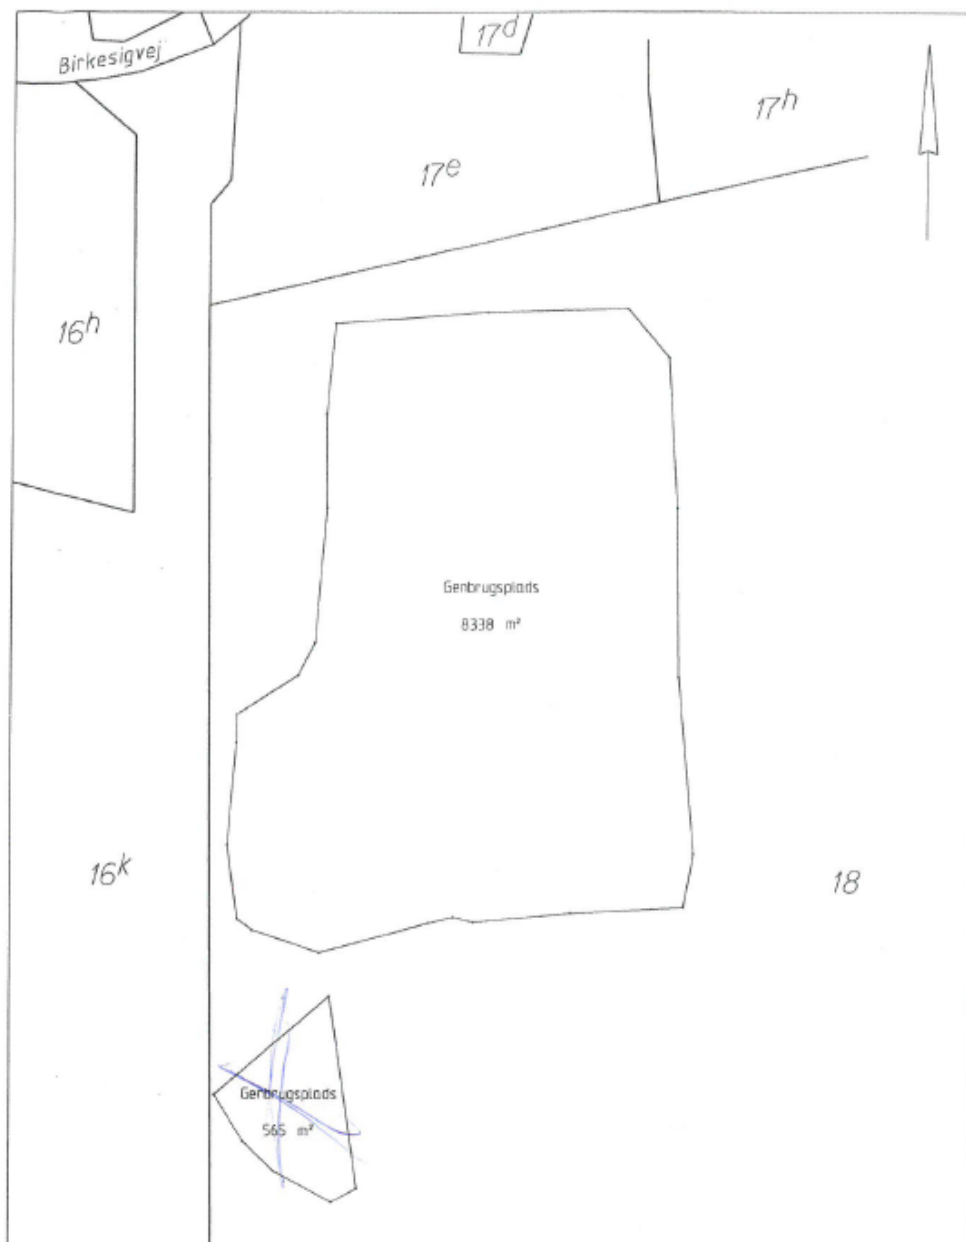 Birkesigvej
17d
17h
17e
16h
Genbrugsplads
8338 m²
16k
18
Genbrugsplads
565 m²